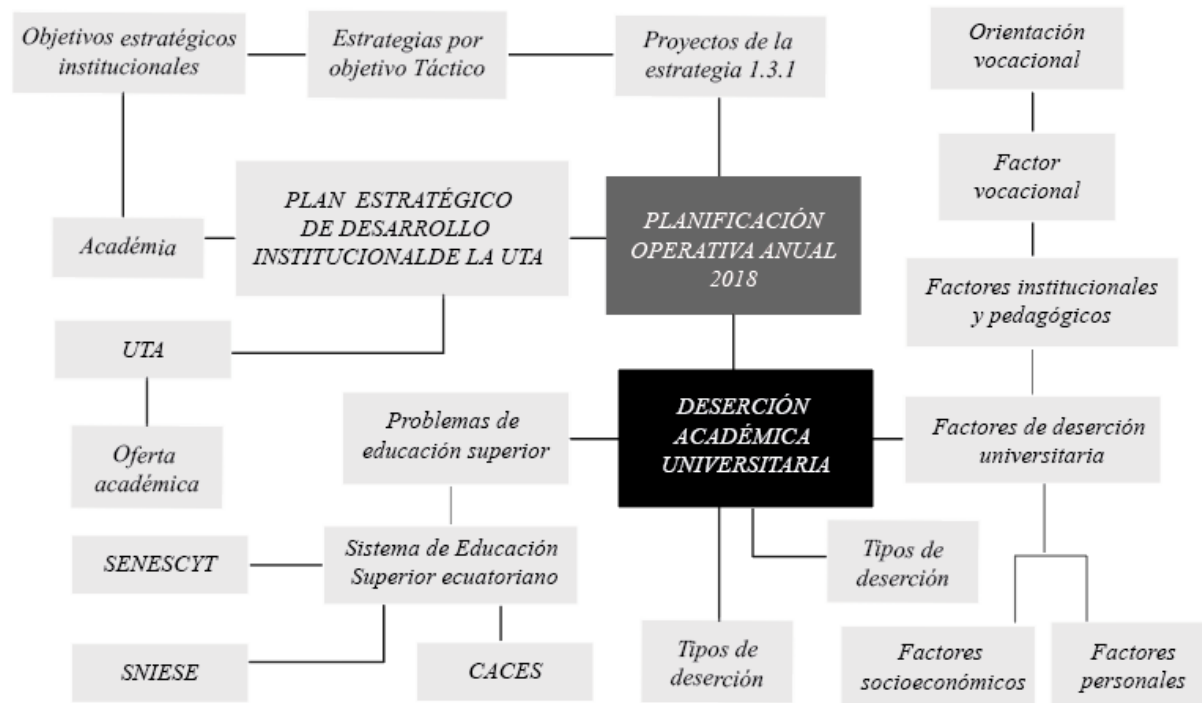 Objetivos estratégicos
institucionales
Estrategias por
objetivo Táctico
Proyectos de la
estrategia 1.3.1
Orientación
vocacional
Factor
vocacional
PLAN ESTRATÉGICO
DE DESARROLLO
INSTITUCIONALDE LA UTA
PLANIFICACIÓN
OPERATIVA ANUAL
2018
Académia
Factores institucionales
y pedagógicos
UTA
DESERCIÓN
ACADÉMICA
UNIVERSITARIA
Problemas de
educación superior
Factores de deserción
universitaria
Oferta
académica
SENESCYT
Sistema de Educación
Superior ecuatoriano
Tipos de
deserción
SNIESE
CACES
Tipos de
deserción
Factores
socioeconómicos
Factores
personales